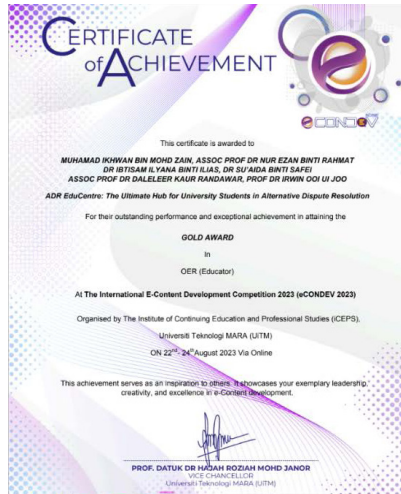 CERTIFICATE
of ACHIEVEMENT
e
eCONDEV
This certificate is awarded to
MUHAMAD IKHWAN BIN MOHD ZAIN, ASSOC PROF DR NUR EZAN BINTI RAHMAT
DR IBTISAM ILYANA BINTI ILIAS, DR SU'AIDA BINTI SAFEI
ASSOC PROF DR DALELEER KAUR RANDAWAR, PROF DR IRWIN OOI UI JOO
ADR EduCentre: The Ultimate Hub for University Students in Alternative Dispute Resolution
For their outstanding performance and exceptional achievement in attaining the
GOLD AWARD
In
OER (Educator)
At The International E-Content Development Competition 2023 (eCONDEV 2023)
Organised by The Institute of Continuing Education and Professional Studies (iCEPS),
Universiti Teknologi MARA (UiTM)
ON 22nd- 24th August 2023 Via Online
This achievement serves as an inspiration to others. It showcases your exemplary leadership,
creativity, and excellence in e-Content development.
PROF. DATUK DR HAJAH ROZIAH MOHD JANOR
VICE CHANCELLOR
Universiti Teknologi MARA (UiTM)